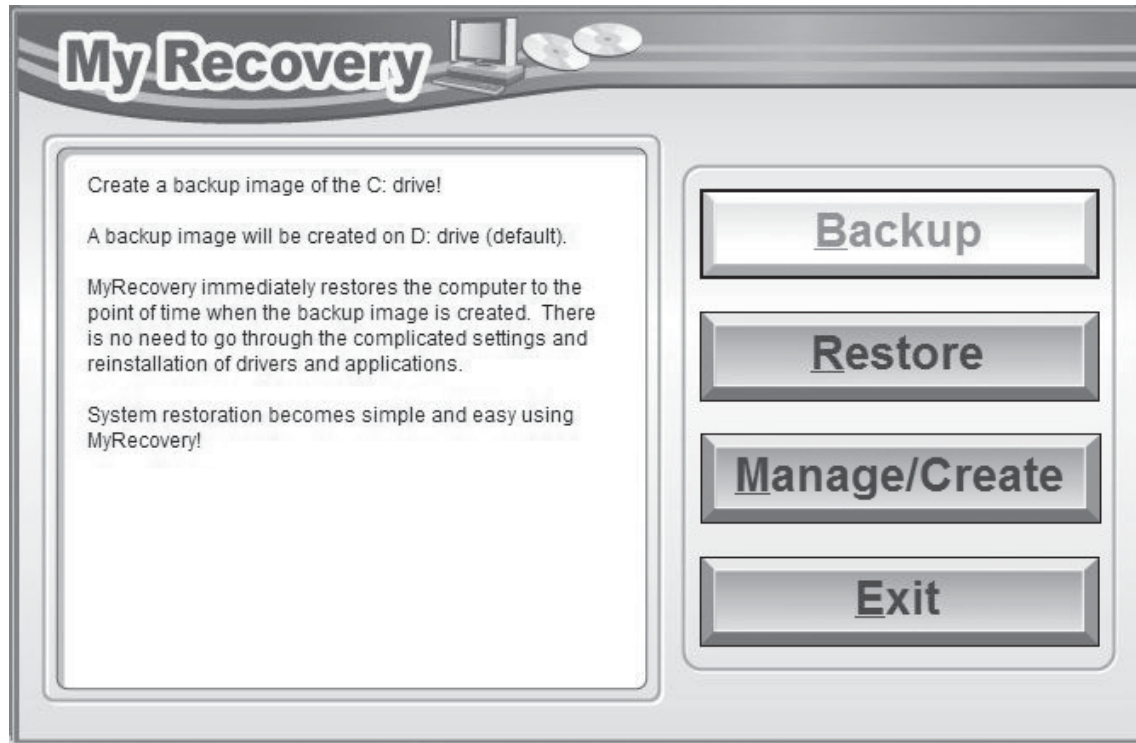 My Recovery
Create a backup image of the C: drive!
A backup image will be created on D: drive (default).
MyRecovery immediately restores the computer to the
point of time when the backup image is created.  There
is no need to go through the complicated settings and
reinstallation of drivers and applications.
System restoration becomes simple and easy using
MyRecovery!
Backup
Restore
Manage/Create
Exit